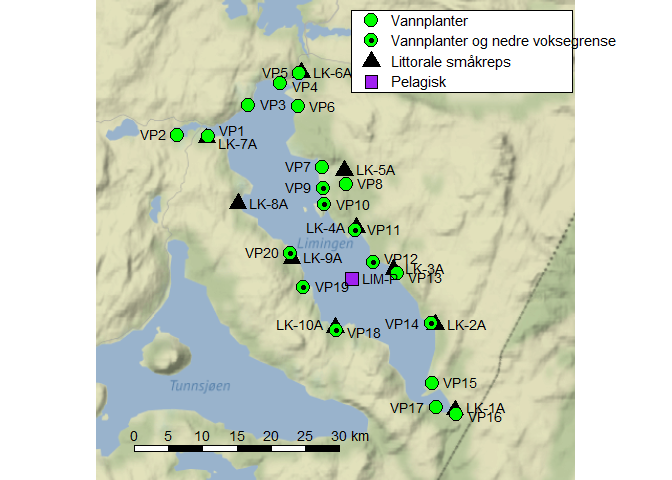 Vannplanter
Vannplanter og nedre voksegrense
Littorale småkreps
Pelagisk
VP5
LK-6A
VP4
VP3
VP6
VP2
VP1
LK-7A
VP7
LK-5A
VP8
VP9
LK-8A
VP10
LK-4A
VP11
Limingen
VP20
LK-9A
VP12
LK-3A
VP13
LIM-P
VP19
LK-10A
VP18
VP14
LK-2A
Tunnsjøen
VP15
VP17
LK-1A
VP16
0 5 10 15 20 25 30 km